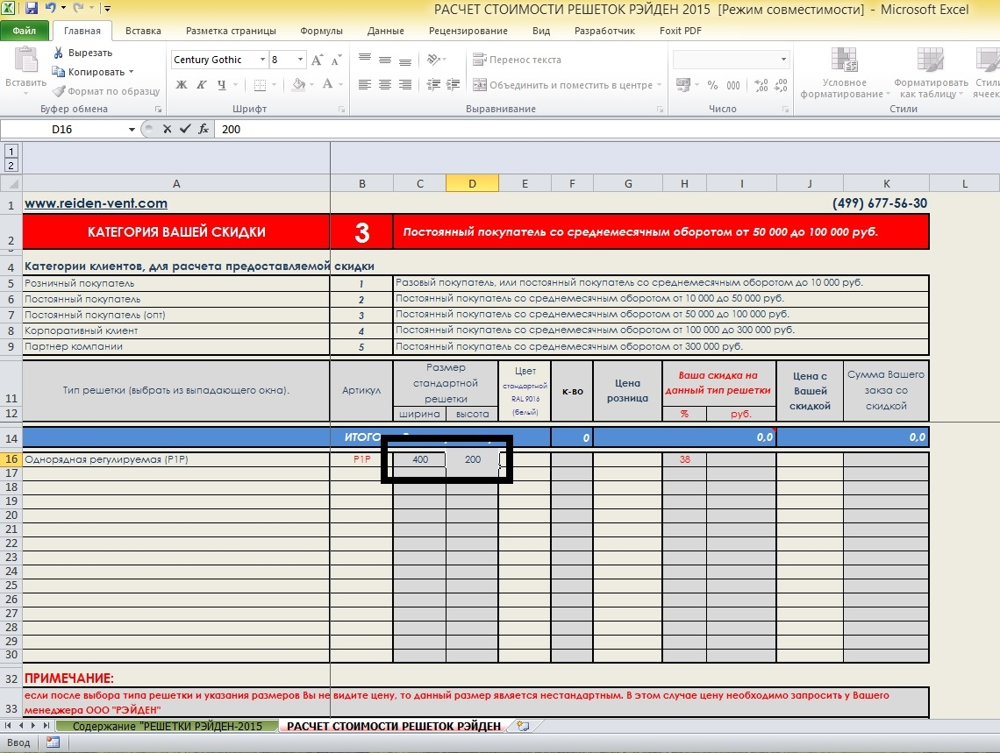 РАСЧЕТ СТОИМОСТИ РЕШЕТОК РЭЙДЕН 2015 [Режим совместимости] - Microsoft Excel
Файл Главная Вставка Разметка страницы Формулы Данные Рецензирование Вид Разработчик Foxit PDF
Вставить
Вырезать
Копировать
Формат по образцу
Буфер обмена
Century Gothic 8
Ж К Ч
Шрифт
Перенос текста
Объединить и поместить в центре
Выравнивание
% 000
Число
Условное форматирование
Форматировать как таблицу
Стили
D16 fx 200
1
2
A B C D E F G H I J K L
1 www.reiden-vent.com (499) 677-56-30
2 КАТЕГОРИЯ ВАШЕЙ СКИДКИ 3 Постоянный покупатель со среднемесячным оборотом от 50 000 до 100 000 руб.
4 Категории клиентов, для расчета предоставляемой скидки
5 Розничный покупатель 1 Разовый покупатель, или постоянный покупатель со среднемесячным оборотом до 10 000 руб.
6 Постоянный покупатель 2 Постоянный покупатель со среднемесячным оборотом от 10 000 до 50 000 руб.
7 Постоянный покупатель (опт) 3 Постоянный покупатель со среднемесячным оборотом от 50 000 до 100 000 руб.
8 Корпоративный клиент 4 Постоянный покупатель со среднемесячным оборотом от 100 000 до 300 000 руб.
9 Партнер компании 5 Постоянный покупатель со среднемесячным оборотом от 300 000 руб.
11 Тип решетки (выбрать из выпадающего окна). Артикул Размер стандартной решетки Цвет стандартной RAL 9016 (белый) К-ВО Цена розница Ваша скидка на данный тип решетки Цена с Вашей скидкой Сумма Вашего закза со скидкой
12 ширина высота % руб.
14 ИТОГО 0 0,0 0,0
16 Однорядная регулируемая (Р1Р) Р1Р 400 200 38
17
18
19
20
21
22
23
24
25
26
27
28
29
30
32 ПРИМЕЧАНИЕ:
33 если после выбора типа решетки и указания размеров Вы не видите цену, то данный размер является нестандартным. В этом случае цену необходимо запросить у Вашего
менеджера ООО "РЭЙДЕН"
Содержание "РЕШЕТКИ РЭЙДЕН-2015 РАСЧЕТ СТОИМОСТИ РЕШЕТОК РЭЙДЕН
Ввод